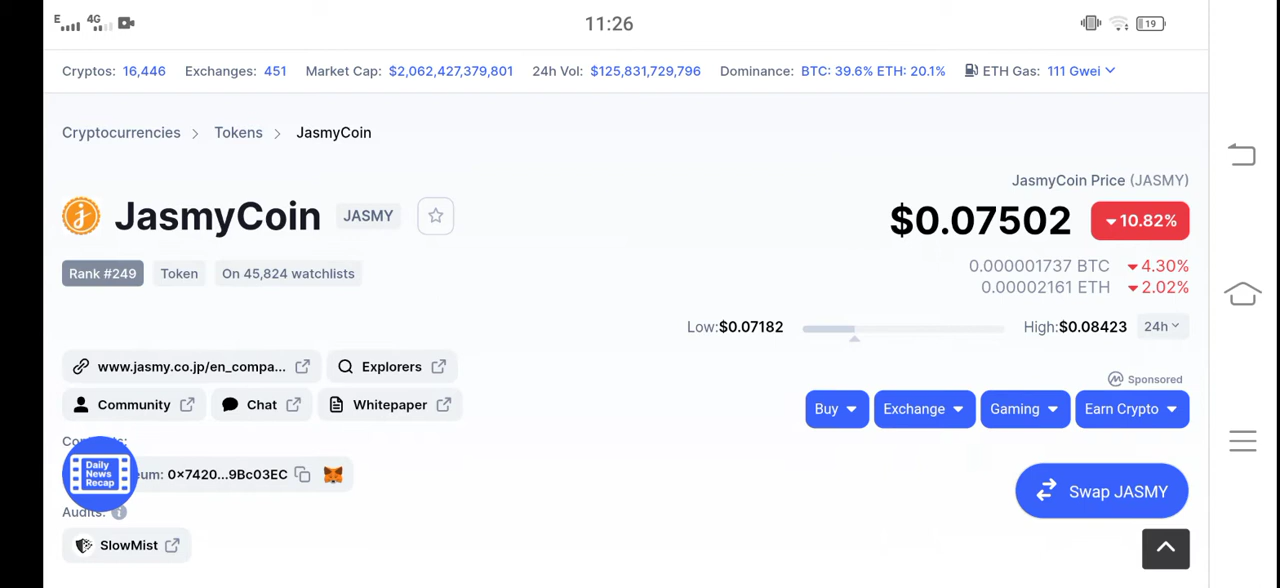 E 4G 11:26 19
Cryptos: 16,446 Exchanges: 451 Market Cap: $2,062,427,379,801 24h Vol: $125,831,729,796 Dominance: BTC: 39.6% ETH: 20.1% ETH Gas: 111 Gwei
Cryptocurrencies > Tokens > JasmyCoin
JasmyCoin Price (JASMY)
JasmyCoin JASMY $0.07502 10.82%
Rank #249 Token On 45,824 watchlists
0.000001737 BTC 4.30%
0.00002161 ETH 2.02%
Low:$0.07182 High:$0.08423 24h
www.jasmy.co.jp/en_compa... Explorers
Sponsored
Community Chat Whitepaper
Buy Exchange Gaming Earn Crypto
Daily
News
Recap
um: 0x7420...9Bc03EC
Swap JASMY
Audits:
SlowMist